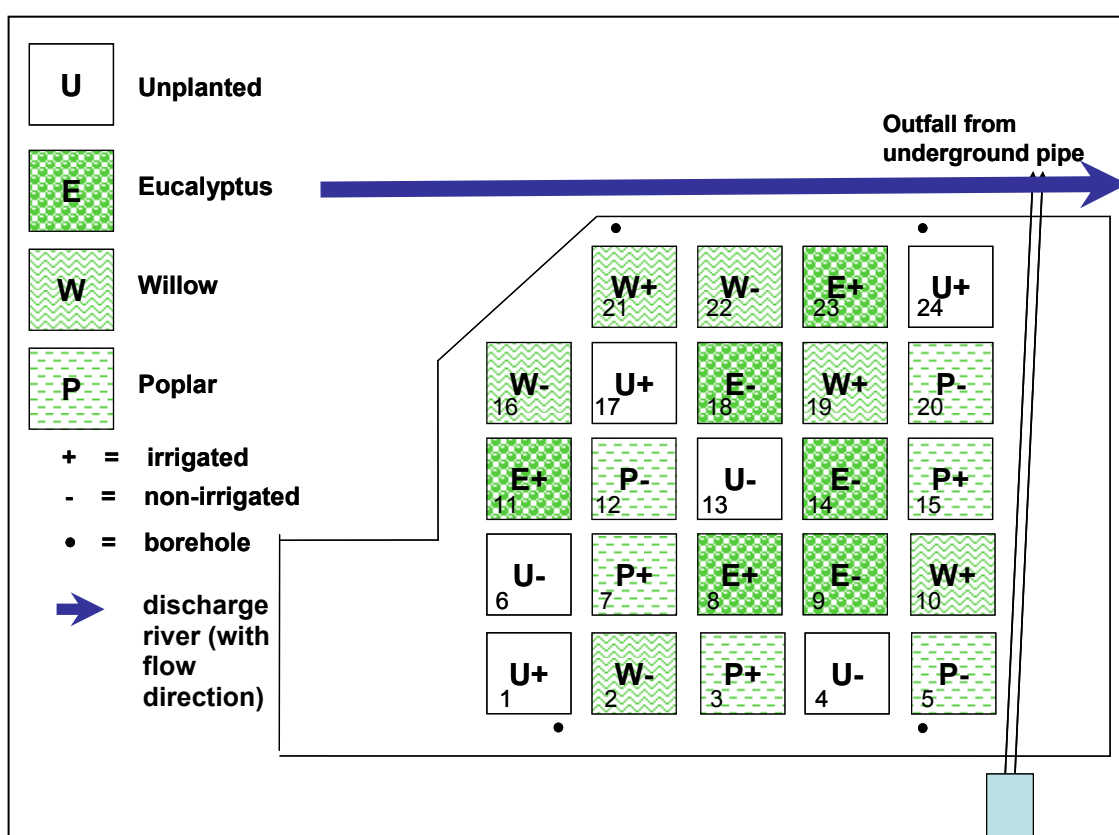 U
Unplanted
E
Eucalyptus
W
Willow
P
Poplar
+ = irrigated
- = non-irrigated
• = borehole
discharge
river (with
flow
direction)
Outfall from
underground pipe
W+
21
W-
22
E+
23
U+
24
W-
16
U+
17
E-
18
W+
19
P-
20
E+
11
P-
12
U-
13
E-
14
P+
15
U-
6
P+
7
E+
8
E-
9
W+
10
U+
1
W-
2
P+
3
U-
4
P-
5